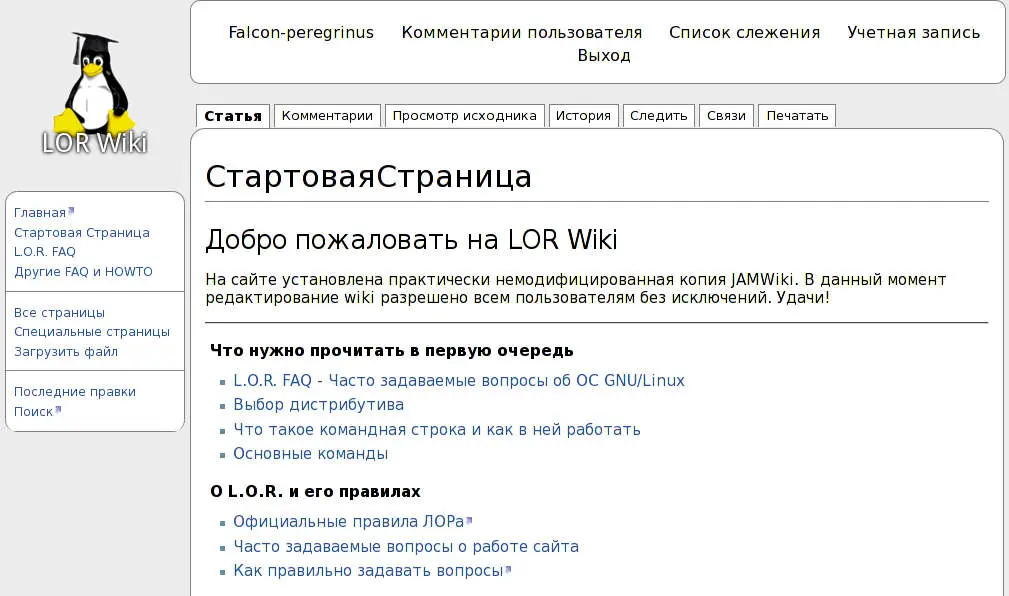 Falcon-peregrinus Комментарии пользователя Список слежения Учетная запись
Выход
LOR Wiki
Статья Комментарии Просмотр исходника История Следить Связи Печатать
Главная
Стартовая Страница
L.O.R. FAQ
Другие FAQ и HOWTO
Все страницы
Специальные страницы
Загрузить файл
Последние правки
Поиск
СтартоваяСтраница
Добро пожаловать на LOR Wiki
На сайте установлена практически немодифицированная копия JAMWiki. В данный момент
редактирование wiki разрешено всем пользователям без исключений. Удачи!
Что нужно прочитать в первую очередь
L.O.R. FAQ - Часто задаваемые вопросы об ОС GNU/Linux
Выбор дистрибутива
Что такое командная строка и как в ней работать
Основные команды
О L.O.R. и его правилах
Официальные правила ЛОРа
Часто задаваемые вопросы о работе сайта
Как правильно задавать вопросы